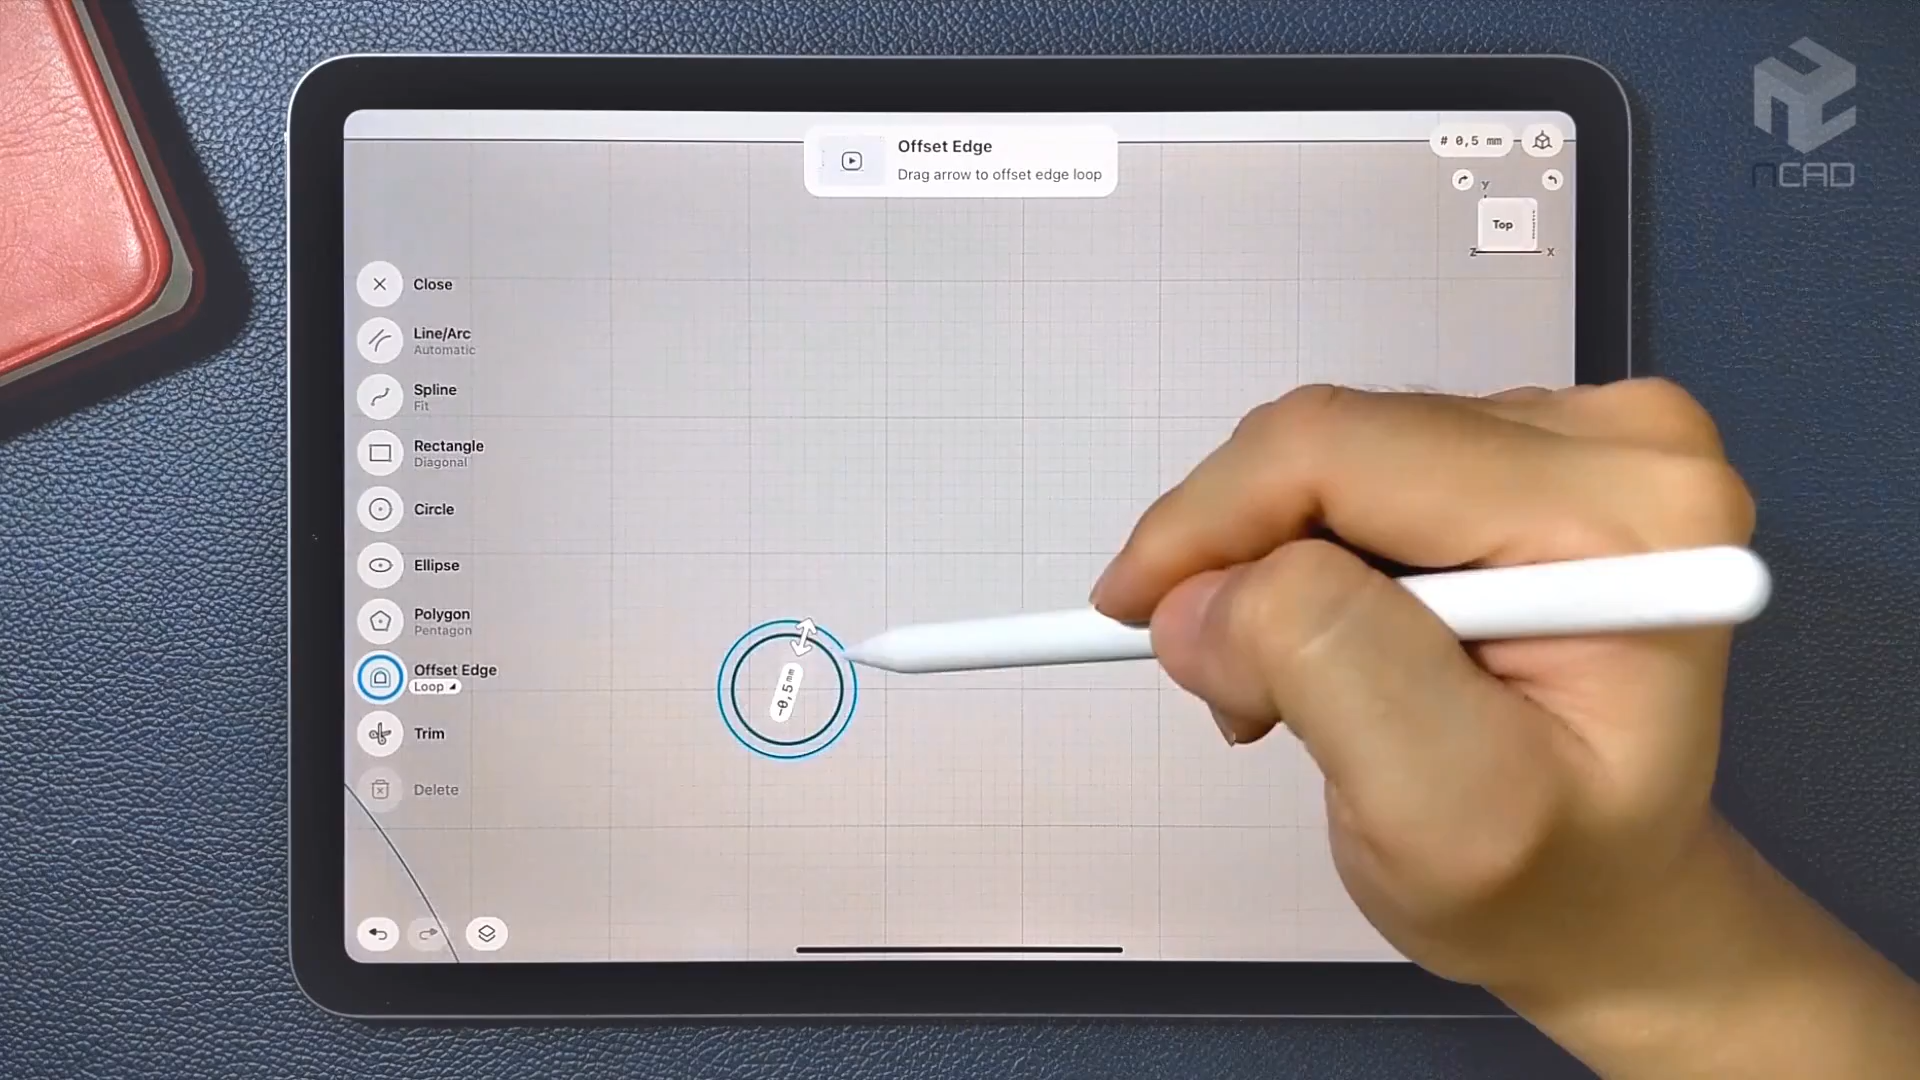 Offset Edge
Drag arrow to offset edge loop
# 0,5 mm
NCAD
y
Top
Z
X
Close
Line/Arc
Automatic
Spline
Fit
Rectangle
Diagonal
Circle
Ellipse
Polygon
Pentagon
Offset Edge
Loop
-0,5 mm
Trim
Delete